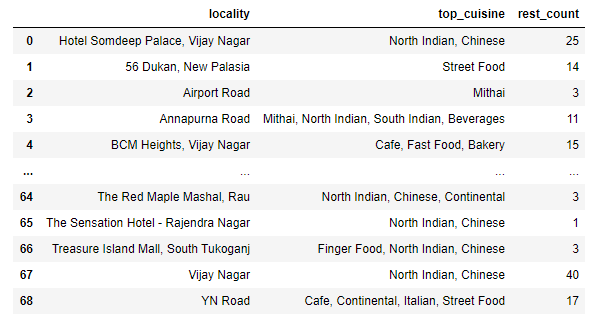 locality top_cuisine rest_count
0 Hotel Somdeep Palace, Vijay Nagar North Indian, Chinese 25
1 56 Dukan, New Palasia Street Food 14
2 Airport Road Mithai 3
3 Annapurna Road Mithai, North Indian, South Indian, Beverages 11
4 BCM Heights, Vijay Nagar Cafe, Fast Food, Bakery 15
... ... ... ...
64 The Red Maple Mashal, Rau North Indian, Chinese, Continental 3
65 The Sensation Hotel - Rajendra Nagar North Indian, Chinese 1
66 Treasure Island Mall, South Tukoganj Finger Food, North Indian, Chinese 3
67 Vijay Nagar North Indian, Chinese 40
68 YN Road Cafe, Continental, Italian, Street Food 17